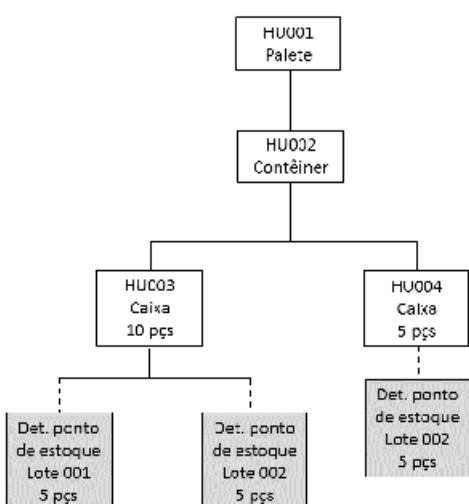 HU001
Palete
HU002
Contêiner
HU003
Caixa
10 pçs
HU004
Caixa
5 pçs
Det. ponto
de estoque
Lote 001
5 pçs
Det. ponto
de estoque
Lote 002
5 pçs
Det. ponto
de estoque
Lote 002
5 pçs